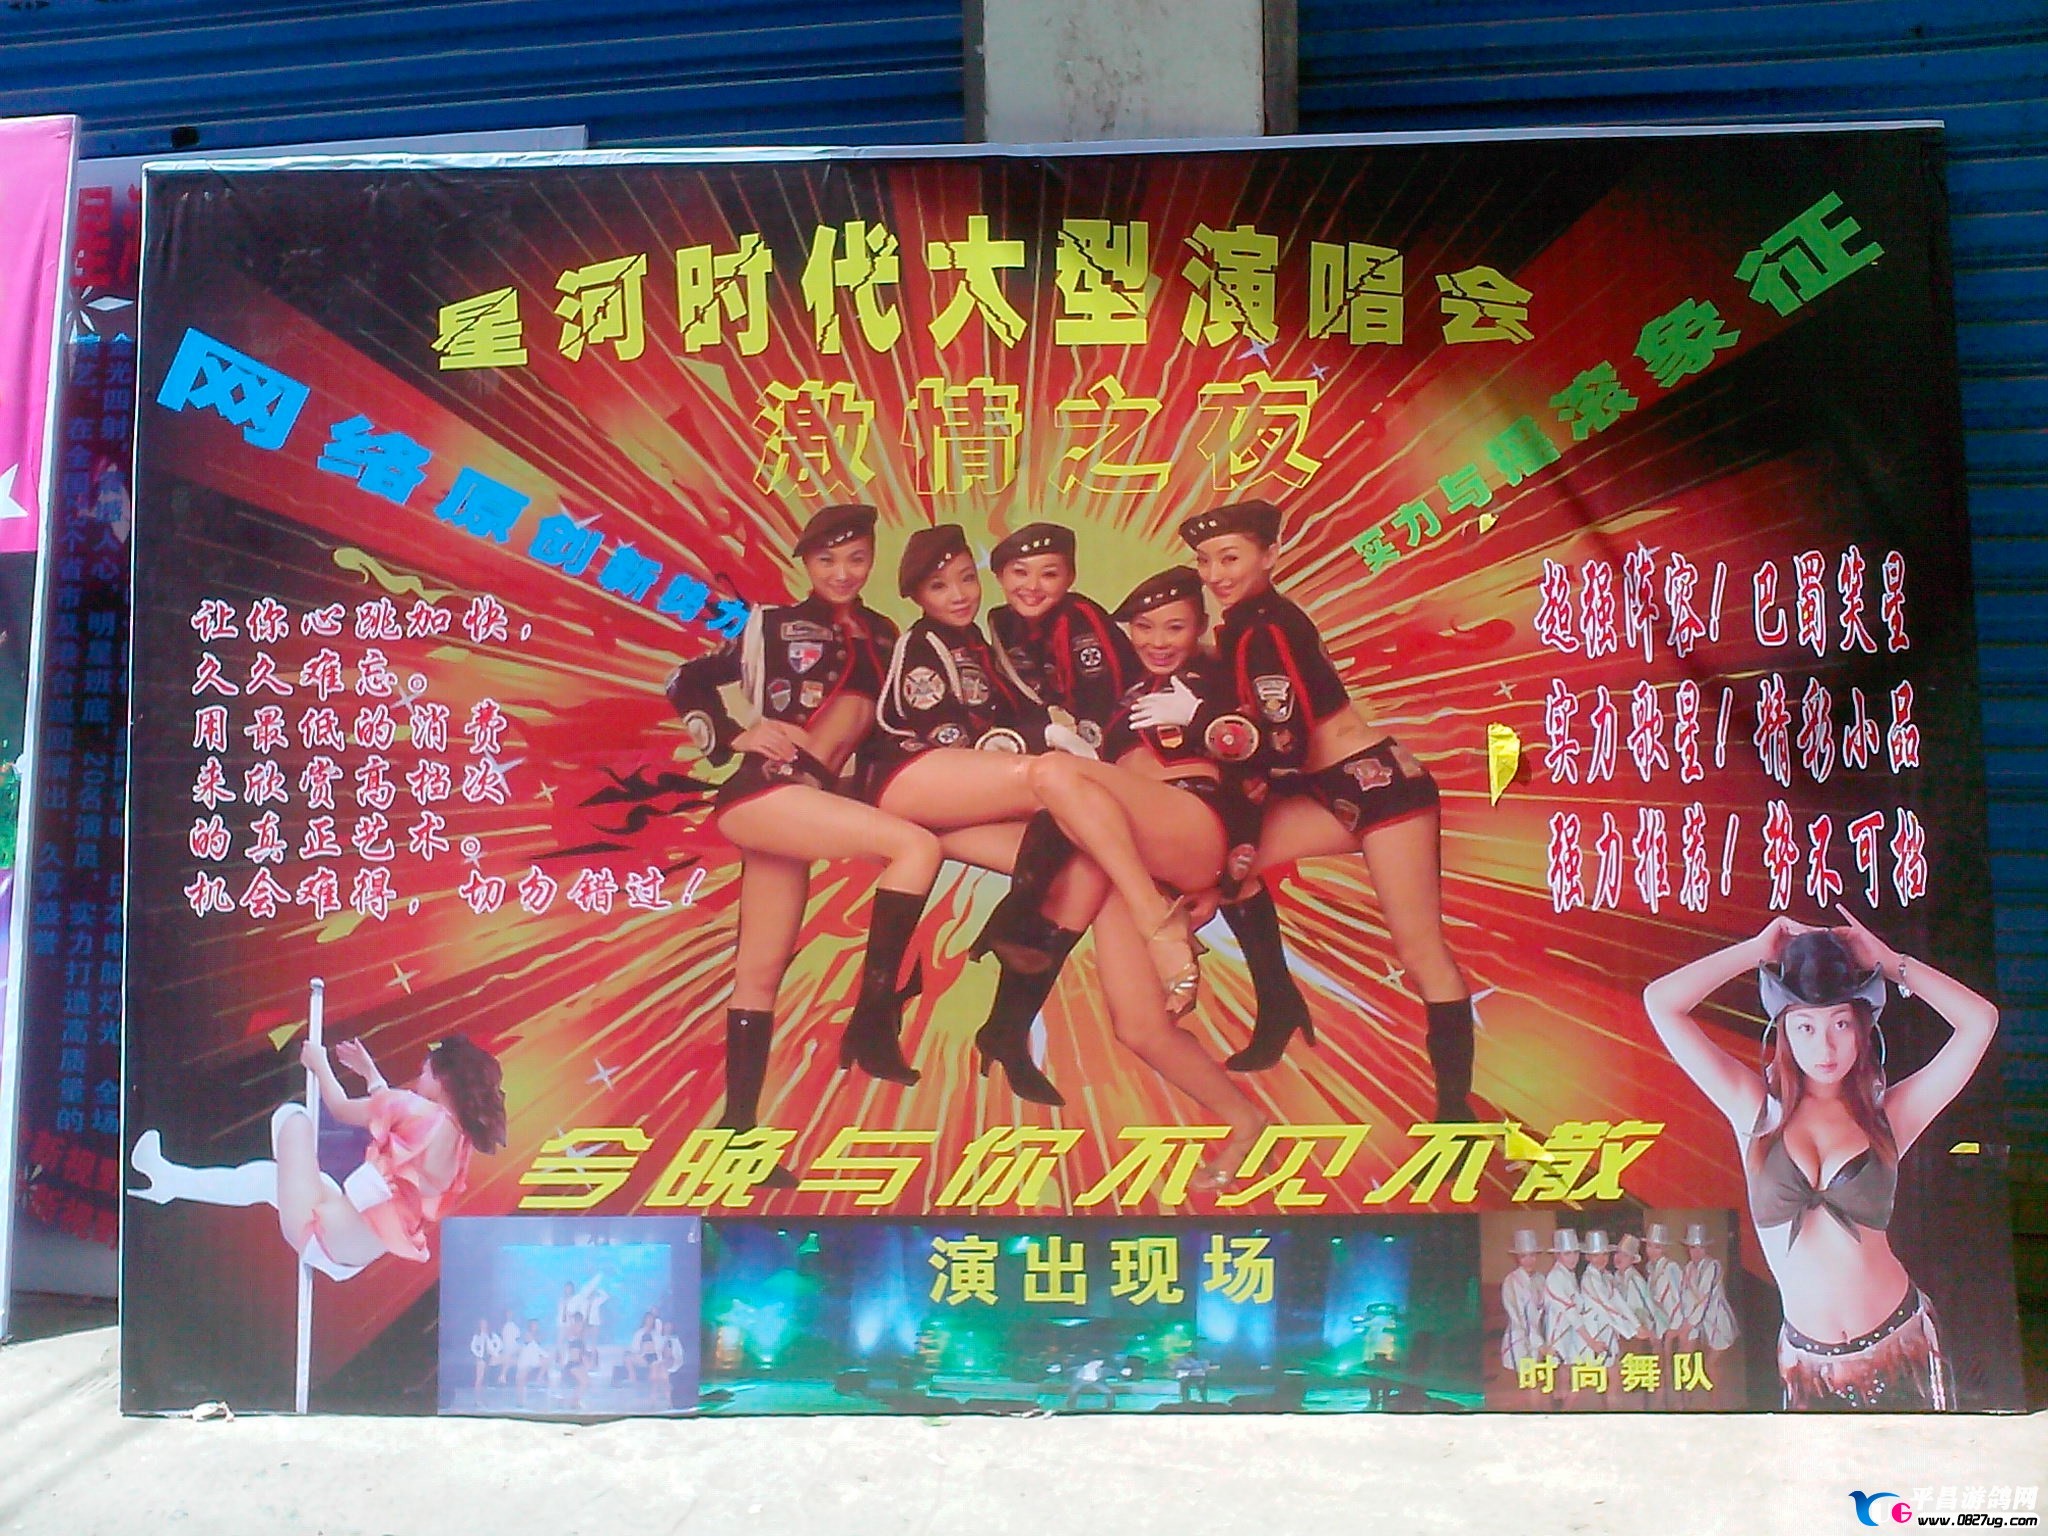 星河时代大型演唱会
激情之夜
网络原创新势力
实力与摇滚象征
让你心跳加快，
久久难忘。
用最低的消费
来欣赏高档次
的真正艺术。
机会难得，切勿错过！
超强阵容！巴蜀笑星
实力歌星！精彩小品
强力推荐！势不可挡
今晚与你不见不散
演出现场
时尚舞队
平昌游鸽网
www.0827ug.com